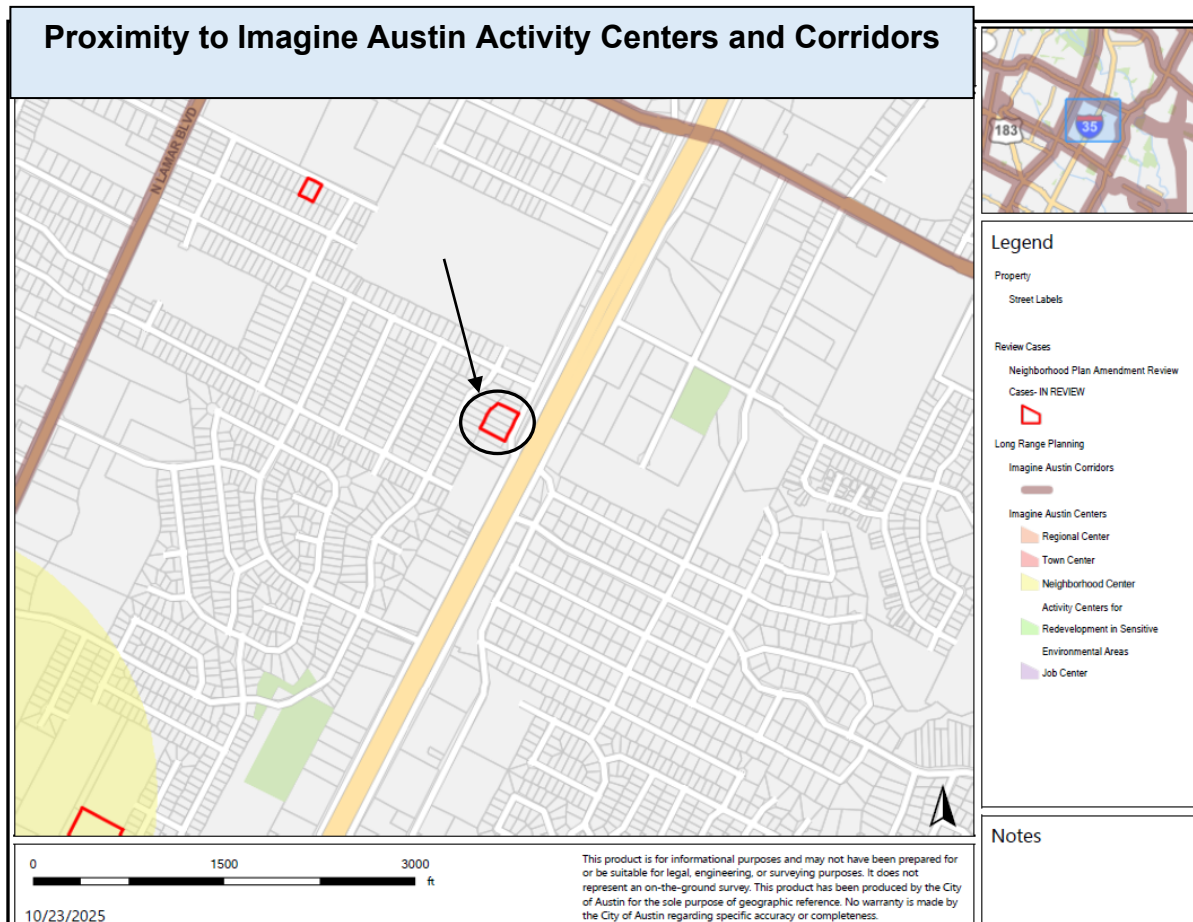 Proximity to Imagine Austin Activity Centers and Corridors
N LAMAR BLVD
183
35
Legend
Property
Street Labels
Review Cases
Neighborhood Plan Amendment Review
Cases- IN REVIEW
Long Range Planning
Imagine Austin Corridors
Imagine Austin Centers
Regional Center
Town Center
Neighborhood Center
Activity Centers for
Redevelopment in Sensitive
Environmental Areas
Job Center
Notes
0 1500 3000
ft
10/23/2025
This product is for informational purposes and may not have been prepared for
or be suitable for legal, engineering, or surveying purposes. It does not
represent an on-the-ground survey. This product has been produced by the City
of Austin for the sole purpose of geographic reference. No warranty is made by
the City of Austin regarding specific accuracy or completeness.